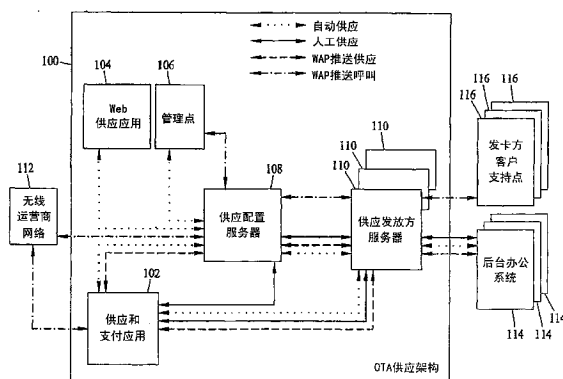 自动供应
人工供应
WAP推送供应
WAP推送呼叫
100
104
106
Web
供应应用
管理点
116
116
116
发卡方
客户
支持点
110
110
110
108
112
无线
运营商
网络
供应配置
服务器
供应发放方
服务器
后台办公
系统
102
供应和
支付应用
114
114
114
OTA供应架构